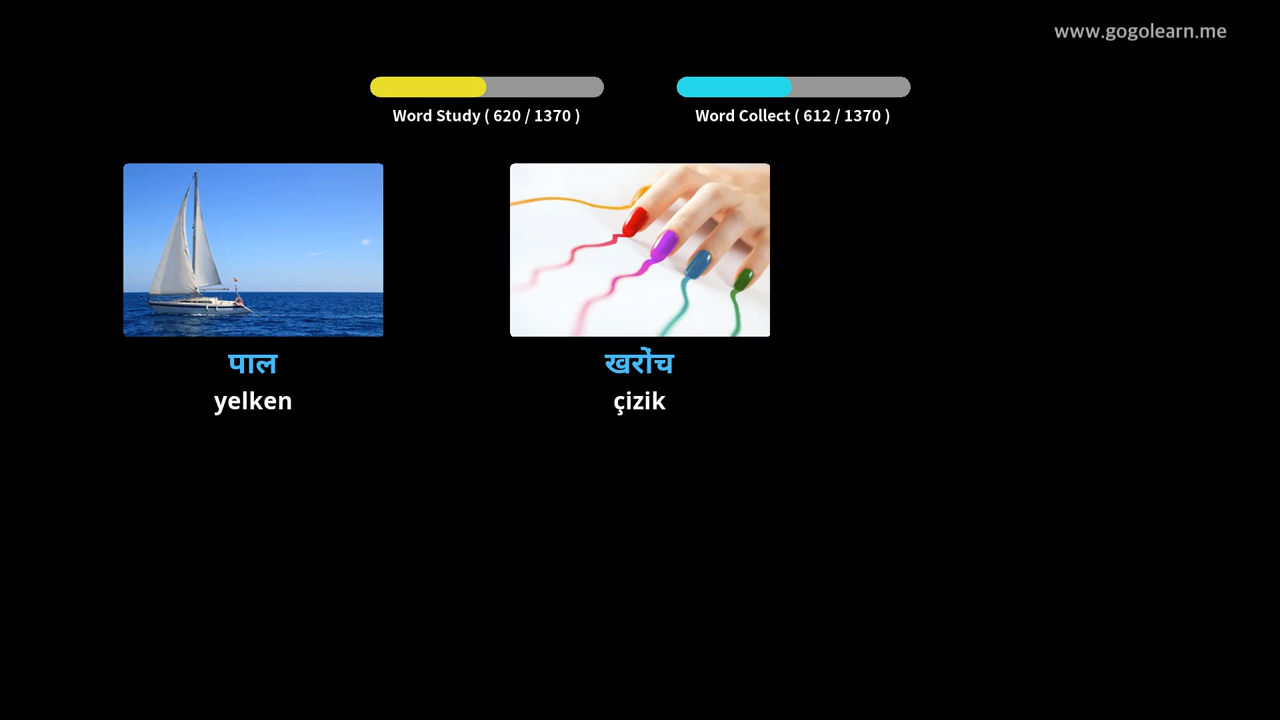 www.gogolearn.me
Word Study ( 620 / 1370 )
Word Collect ( 612 / 1370 )
पाल
yelken
खरोंच
çizik